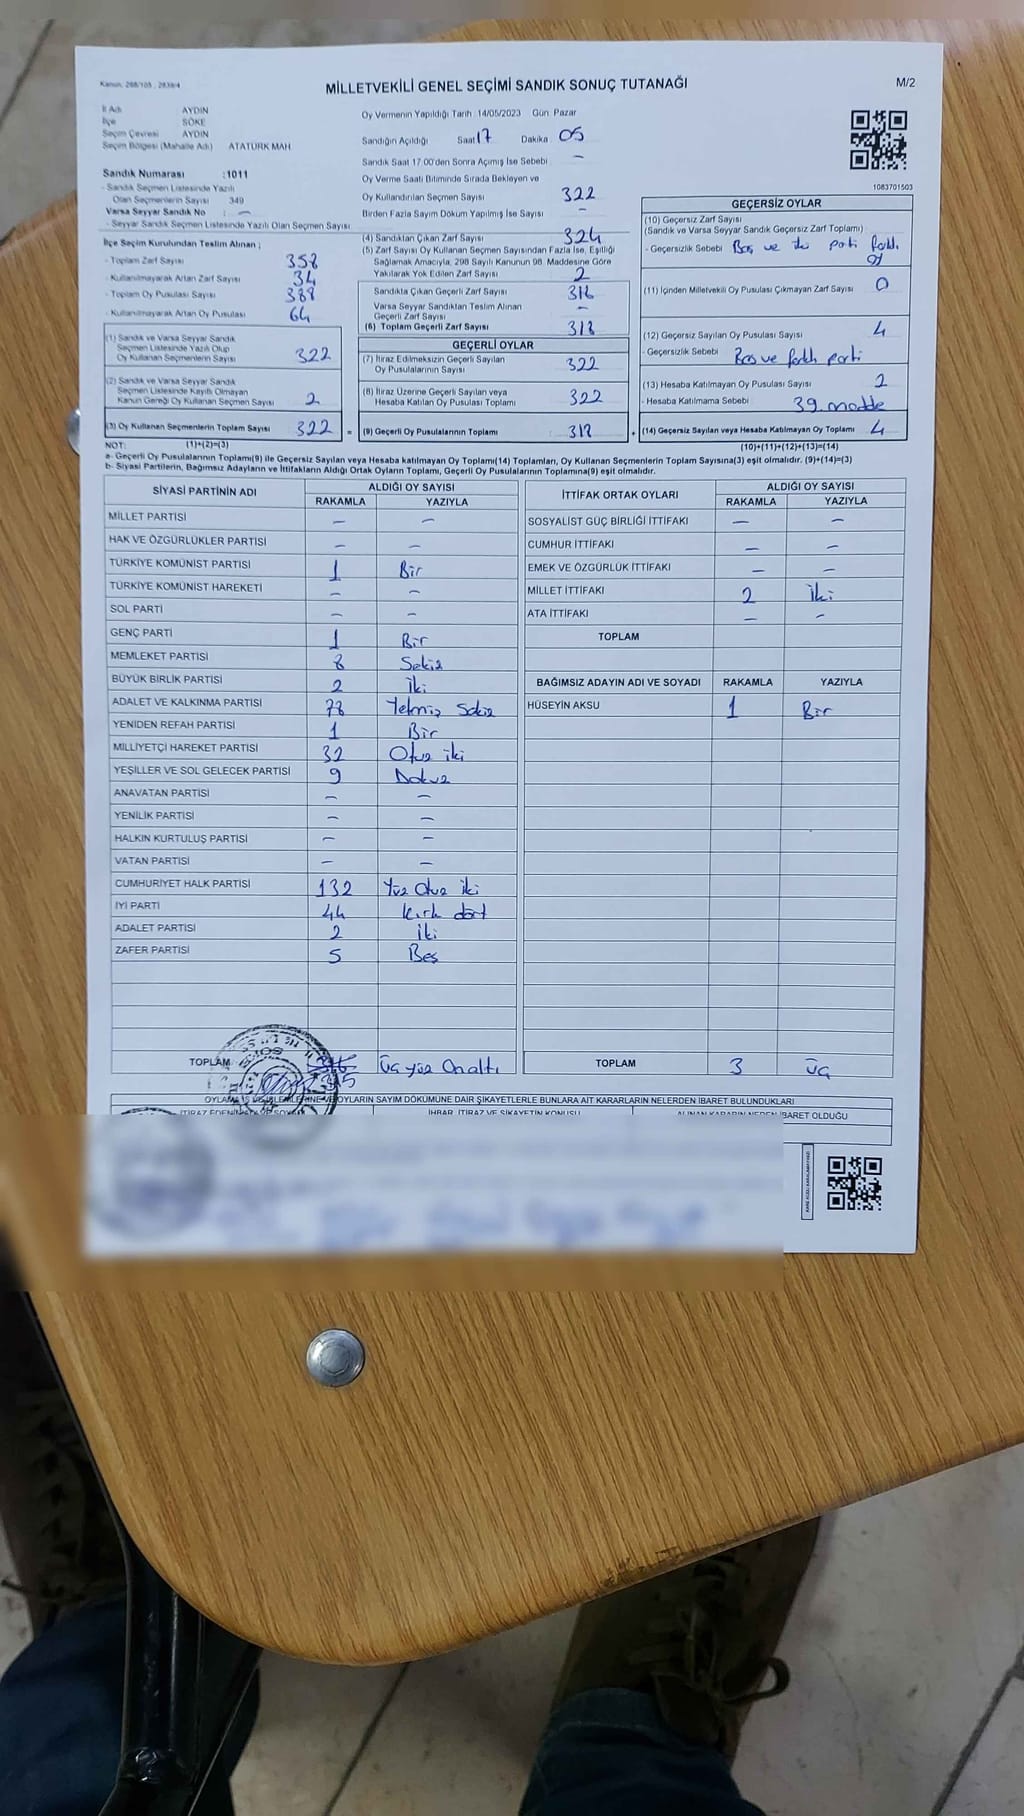 Kanun: 298/105 , 2839/4
MİLLETVEKİLİ GENEL SEÇİMİ SANDIK SONUÇ TUTANAĞI
M/2
İl Adı AYDIN
İlçe SÖKE
Seçim Çevresi AYDIN
Seçim Bölgesi (Mahalle Adı) ATATÜRK MAH
Sandık Numarası :1011
- Sandık Seçmen Listesinde Yazılı
Olan Seçmen Sayısı 349
Varsa Seyyar Sandık No : –
- Seyyar Sandık Seçmen Listesinde Yazılı Olan Seçmen Sayısı
İlçe Seçim Kurulundan Teslim Alınan ;
- Toplam Zarf Sayısı 358
- Kullanılmayarak Artan Zarf Sayısı 34
- Toplam Oy Pusulası Sayısı 388
- Kullanılmayarak Artan Oy Pusulası 64
(1) Sandık ve Varsa Seyyar Sandık
Seçmen Listesinde Yazılı Olup
Oy Kullanan Seçmenlerin Sayısı 322
(2) Sandık ve Varsa Seyyar Sandık
Seçmen Listesinde Kayıtlı Olmayan
Kanun Gereği Oy Kullanan Seçmen Sayısı 2
(3) Oy Kullanan Seçmenlerin Toplam Sayısı 322 =
Oy Vermenin Yapıldığı Tarih : 14/05/2023 Gün Pazar
Sandığın Açıldığı Saat 17 Dakika 05
Sandık Saat 17.00'den Sonra Açımış İse Sebebi –
Oy Verme Saati Bitiminde Sırada Bekleyen ve
Oy Kullandırılan Seçmen Sayısı 322
Birden Fazla Sayım Döküm Yapılmış İse Sayısı –
(4) Sandıktan Çıkan Zarf Sayısı 324
(5) Zarf Sayısı Oy Kullanan Seçmen Sayısından Fazla İse, Eşitliği
Sağlamak Amacıyla, 298 Sayılı Kanunun 98. Maddesine Göre
Yakılarak Yok Edilen Zarf Sayısı 2
Sandıkta Çıkan Geçerli Zarf Sayısı 318
Varsa Seyyar Sandıktan Teslim Alınan
Geçerli Zarf Sayısı –
(6) Toplam Geçerli Zarf Sayısı 318
GEÇERLİ OYLAR
(7) İtiraz Edilmeksizin Geçerli Sayılan
Oy Pusulalarının Sayısı 322
(8) İtiraz Üzerine Geçerli Sayılan veya
Hesaba Katılan Oy Pusulası Toplamı 322
(9) Geçerli Oy Pusulalarının Toplamı 318 +
1083701503
GEÇERSİZ OYLAR
(10) Geçersiz Zarf Sayısı
(Sandık ve Varsa Seyyar Sandık Geçersiz Zarf Toplamı)
- Geçersizlik Sebebi Boş ve iki parti farklı
oy
(11) İçinden Milletvekili Oy Pusulası Çıkmayan Zarf Sayısı 0
(12) Geçersiz Sayılan Oy Pusulası Sayısı 4
- Geçersizlik Sebebi Boş ve farklı parti
(13) Hesaba Katılmayan Oy Pusulası Sayısı 2
- Hesaba Katılmama Sebebi 39. madde
(14) Geçersiz Sayılan veya Hesaba Katılmayan Oy Toplamı 4
NOT: (1)+(2)=(3) (10)+(11)+(12)+(13)=(14)
a- Geçerli Oy Pusulalarının Toplamı(9) ile Geçersiz Sayılan veya Hesaba katılmayan Oy Toplamı(14) Toplamları, Oy Kullanan Seçmenlerin Toplam Sayısına(3) eşit olmalıdır. (9)+(14)=(3)
b- Siyasi Partilerin, Bağımsız Adayların ve İttifakların Aldığı Ortak Oyların Toplamı, Geçerli Oy Pusulalarının Toplamına(9) eşit olmalıdır.
SİYASİ PARTİNİN ADI ALDIĞI OY SAYISI
RAKAMLA YAZIYLA
MİLLET PARTİSİ – –
HAK VE ÖZGÜRLÜKLER PARTİSİ – –
TÜRKİYE KOMÜNİST PARTİSİ 1 Bir
TÜRKİYE KOMÜNİST HAREKETİ – –
SOL PARTİ – –
GENÇ PARTİ 1 Bir
MEMLEKET PARTİSİ 8 Sekiz
BÜYÜK BİRLİK PARTİSİ 2 İki
ADALET VE KALKINMA PARTİSİ 78 Yetmiş Sekiz
YENİDEN REFAH PARTİSİ 1 Bir
MİLLİYETÇİ HAREKET PARTİSİ 32 Otuz iki
YEŞİLLER VE SOL GELECEK PARTİSİ 9 Dokuz
ANAVATAN PARTİSİ – –
YENİLİK PARTİSİ – –
HALKIN KURTULUŞ PARTİSİ – –
VATAN PARTİSİ – –
CUMHURİYET HALK PARTİSİ 132 Yüz Otuz iki
İYİ PARTİ 44 Kırk dört
ADALET PARTİSİ 2 İki
ZAFER PARTİSİ 5 Beş
TOPLAM 315 Üç yüz Onaltı
İTTİFAK ORTAK OYLARI ALDIĞI OY SAYISI
RAKAMLA YAZIYLA
SOSYALİST GÜÇ BİRLİĞİ İTTİFAKI – –
CUMHUR İTTİFAKI – –
EMEK VE ÖZGÜRLÜK İTTİFAKI – –
MİLLET İTTİFAKI 2 İki
ATA İTTİFAKI – –
TOPLAM
BAĞIMSIZ ADAYIN ADI VE SOYADI RAKAMLA YAZIYLA
HÜSEYİN AKSU 1 Bir
TOPLAM 3 Üç
OYLAMA İŞLEMLERİNE VE OYLARIN SAYIM DÖKÜMÜNE DAİR ŞİKAYETLERLE BUNLARA AİT KARARLARIN NELERDEN İBARET BULUNDUKLARI
İHBAR, İTİRAZ VE ŞİKAYETİN KONUSU ALINAN KARARIN NEDEN İBARET OLDUĞU